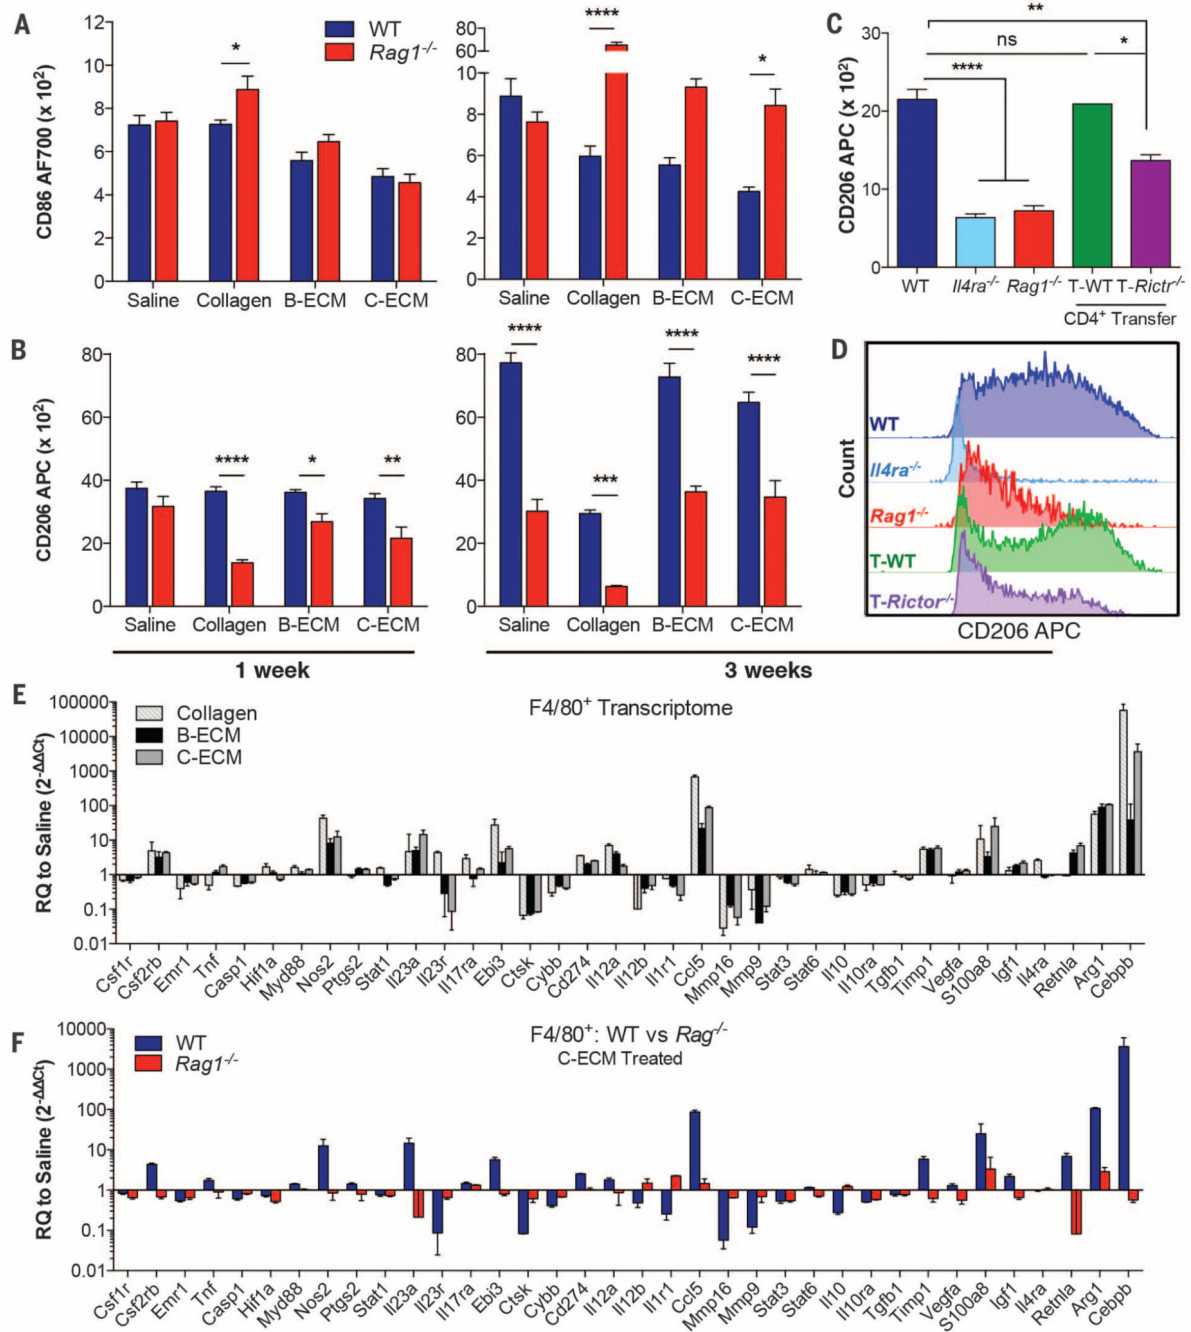 A
CD86 AF700 (x 10²)
12
10
8
6
4
2
0
WT
Rag1-/-
*
Saline Collagen B-ECM C-ECM
80
60
10
8
6
4
2
0
****
*
Saline Collagen B-ECM C-ECM
C
CD206 APC (x 10²)
30
20
10
0
**
ns
*
****
WT Il4ra-/- Rag1-/- T-WT T-Rictr-/-
CD4+ Transfer
B
CD206 APC (x 10²)
80
60
40
20
0
**** * **
Saline Collagen B-ECM C-ECM
1 week
80
60
40
20
0
**** *** **** ****
Saline Collagen B-ECM C-ECM
3 weeks
D
Count
WT
Il4ra-/-
Rag1-/-
T-WT
T-Rictor-/-
CD206 APC
E
F4/80+ Transcriptome
RQ to Saline (2-ΔΔCt)
100000
10000
1000
100
10
1
0.1
0.01
Collagen
B-ECM
C-ECM
Csf1r Csf2rb Emr1 Tnf Casp1 Hif1a Myd88 Nos2 Ptgs2 Stat1 Il23a Il23r Il17ra Ebi3 Ctsk Cybb Cd274 Il12a Il12b Il1r1 Ccl5 Mmp16 Mmp9 Stat3 Stat6 Il10 Il10ra Tgfb1 Timp1 Vegfa S100a8 Igf1 Il4ra Retnla Arg1 Cebpb
F
F4/80+: WT vs Rag-/-
C-ECM Treated
RQ to Saline (2-ΔΔCt)
10000
1000
100
10
1
0.1
0.01
WT
Rag1-/-
Csf1r Csf2rb Emr1 Tnf Casp1 Hif1a Myd88 Nos2 Ptgs2 Stat1 Il23a Il23r Il17ra Ebi3 Ctsk Cybb Cd274 Il12a Il12b Il1r1 Ccl5 Mmp16 Mmp9 Stat3 Stat6 Il10 Il10ra Tgfb1 Timp1 Vegfa S100a8 Igf1 Il4ra Retnla Arg1 Cebpb